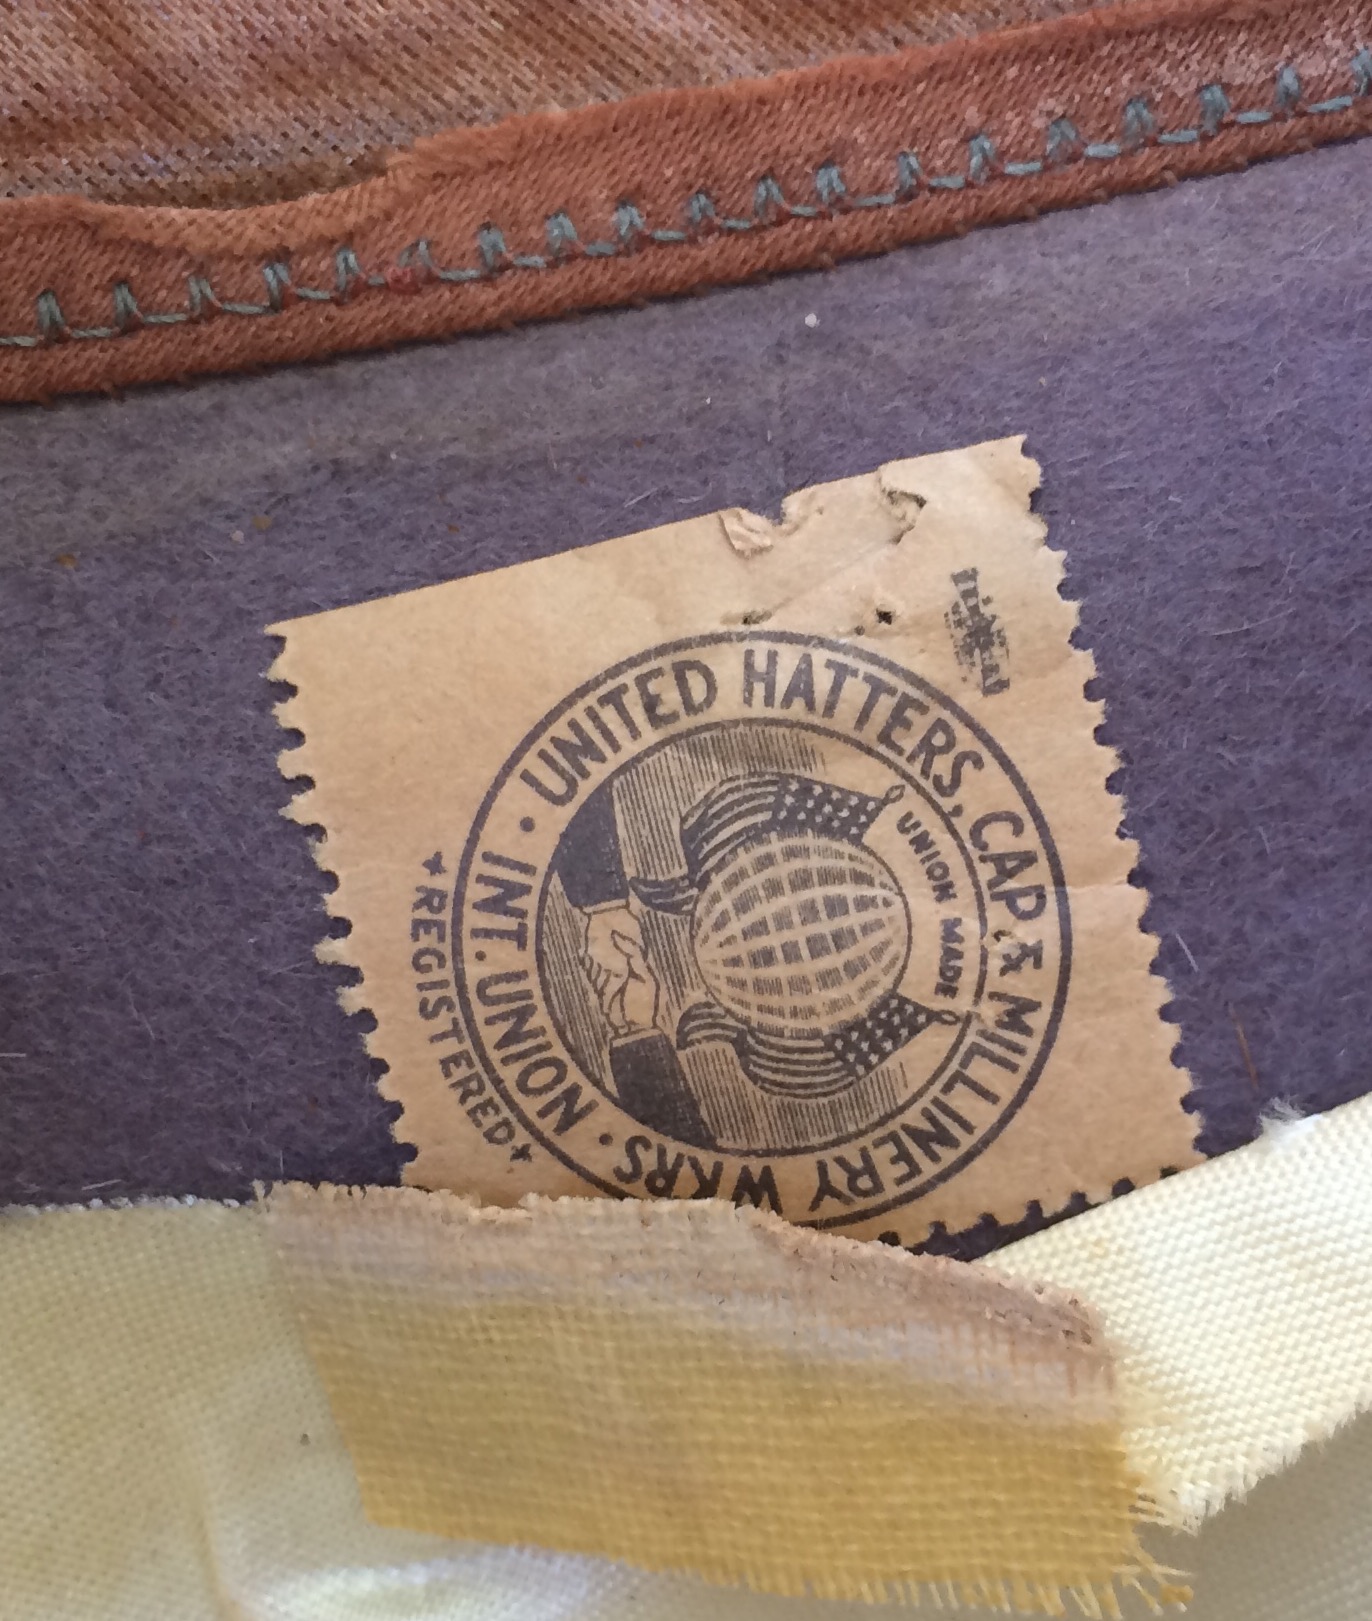 · UNITED HATTERS, CAP & MILLINERY WKRS. · INT. UNION
UNION MADE
★REGISTERED★